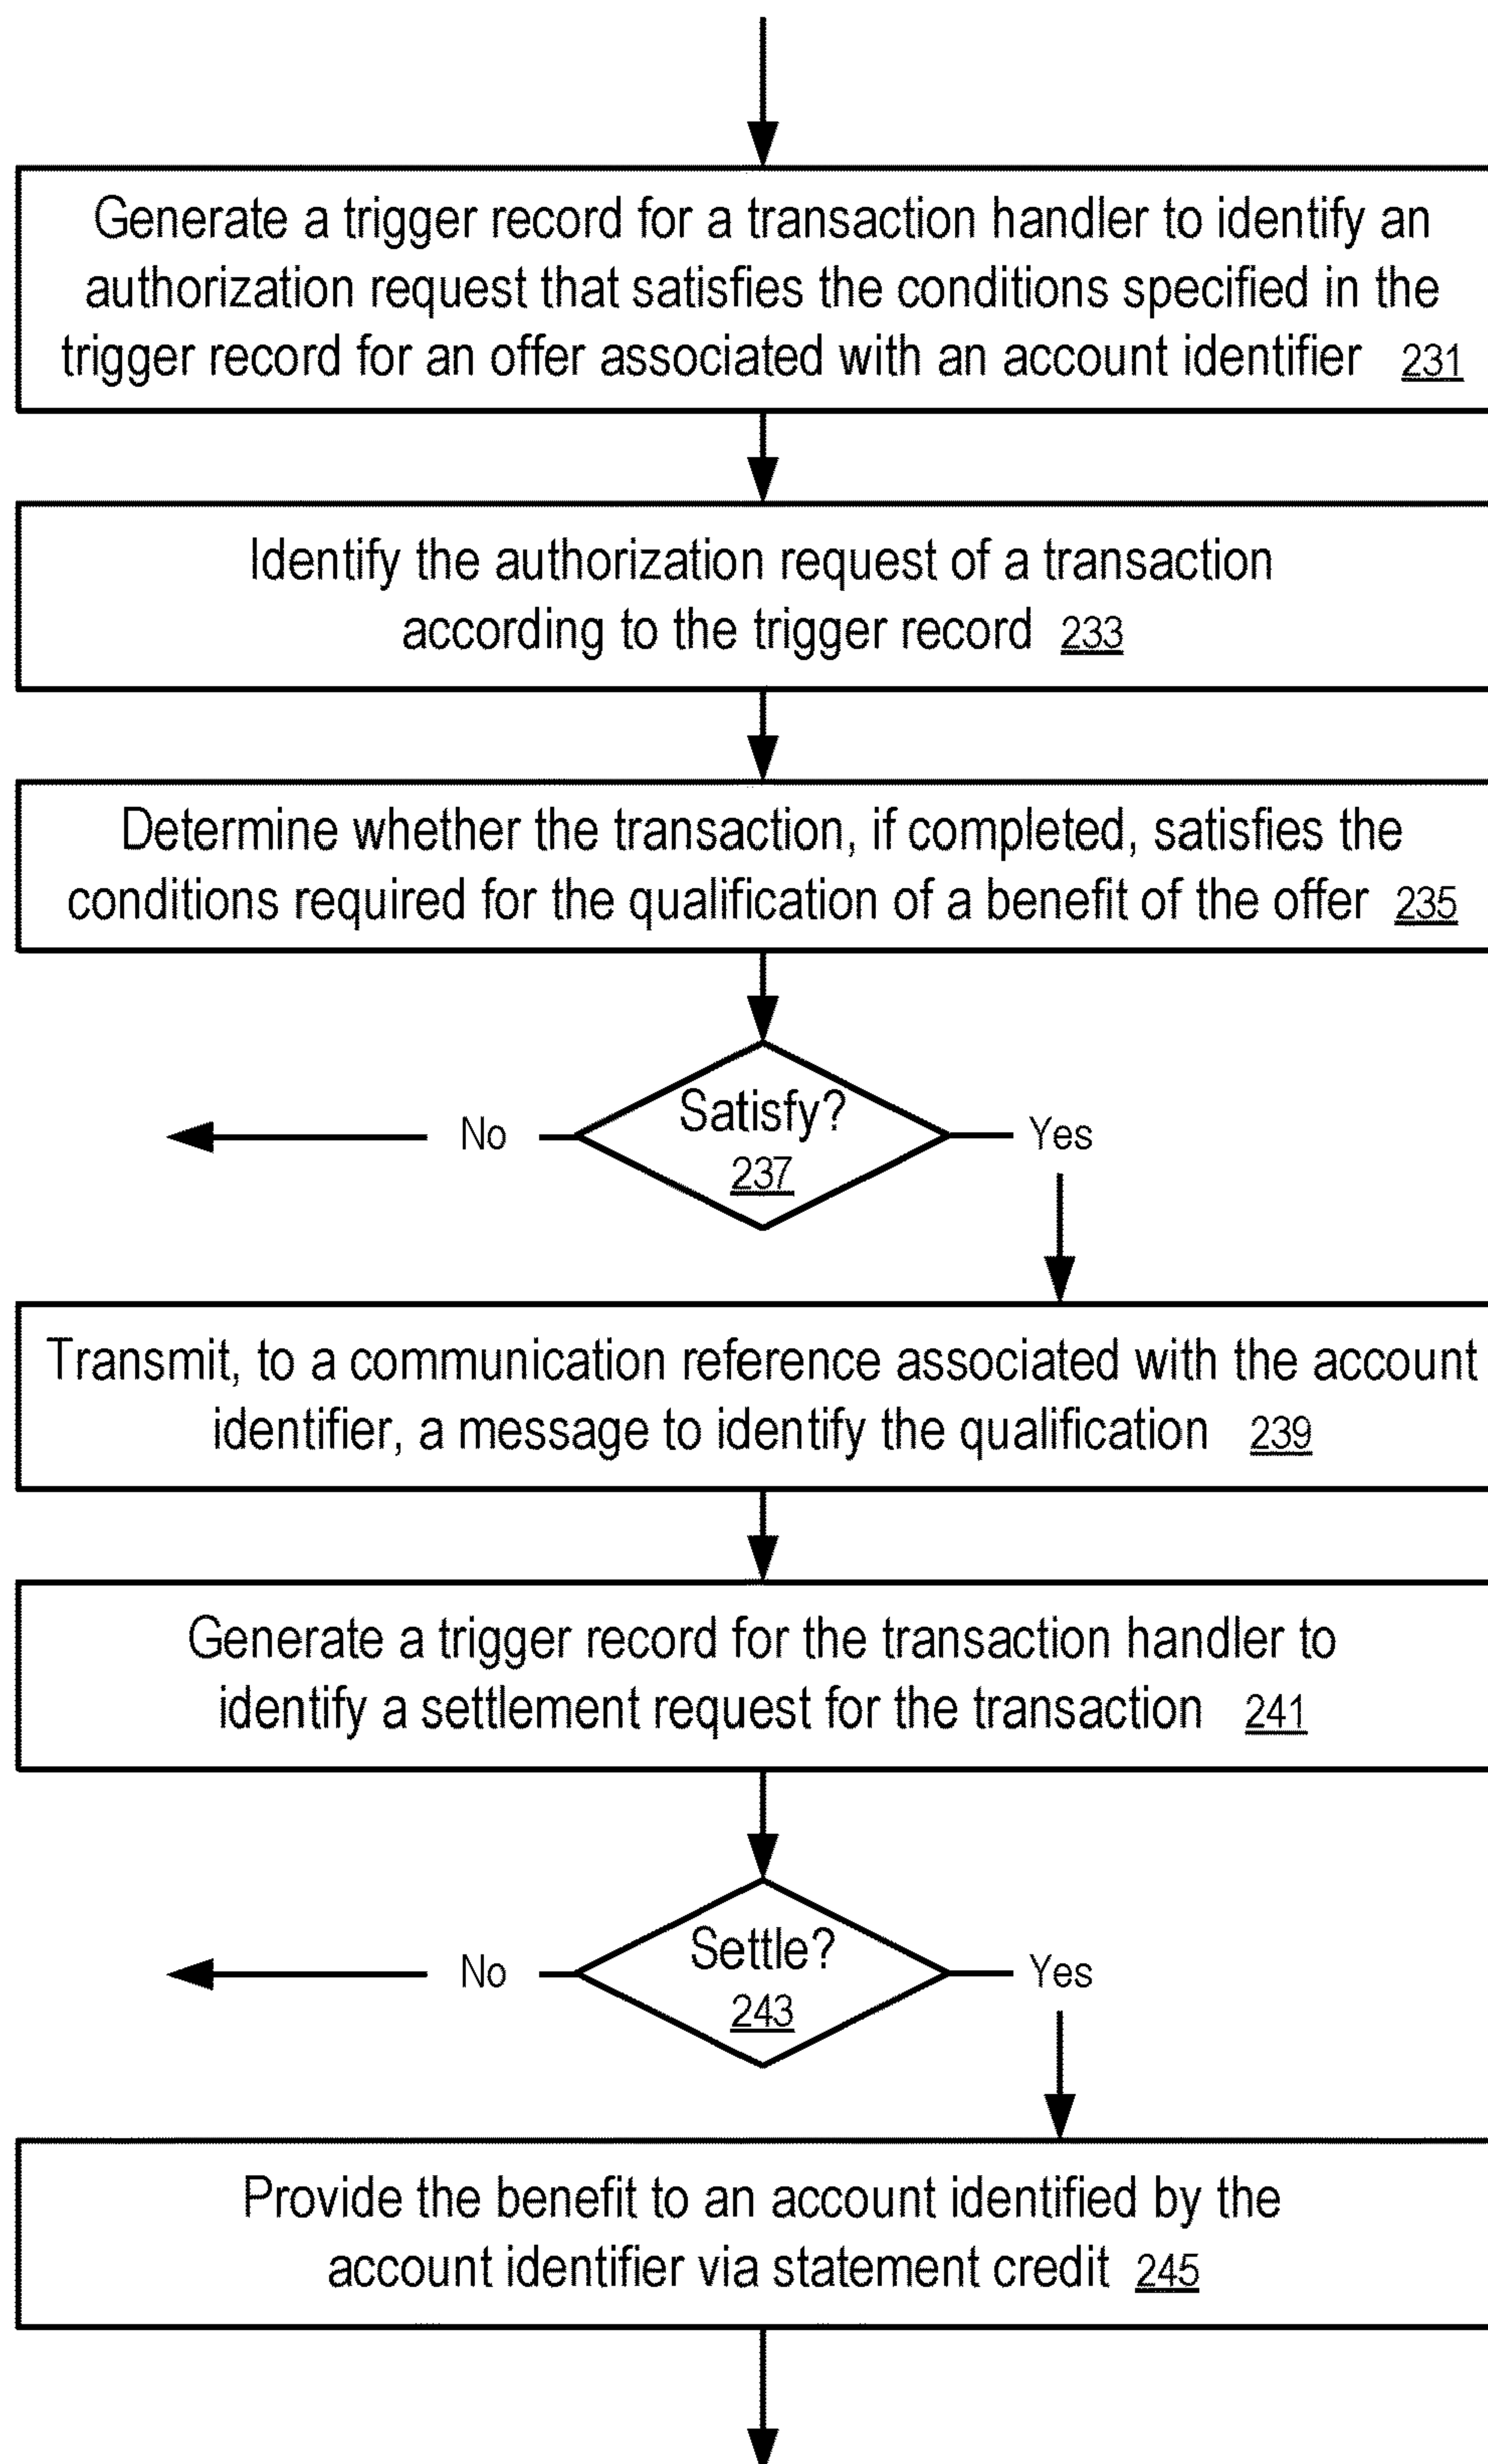 Generate a trigger record for a transaction handler to identify an
authorization request that satisfies the conditions specified in the
trigger record for an offer associated with an account identifier 231
Identify the authorization request of a transaction
according to the trigger record 233
Determine whether the transaction, if completed, satisfies the
conditions required for the qualification of a benefit of the offer 235
Satisfy?
No
Yes
237
Transmit, to a communication reference associated with the account
identifier, a message to identify the qualification 239
Generate a trigger record for the transaction handler to
identify a settlement request for the transaction 241
Settle?
No
Yes
243
Provide the benefit to an account identified by the
account identifier via statement credit 245